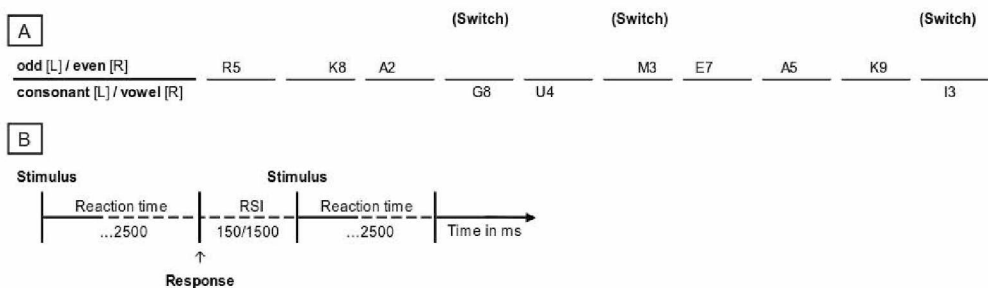 (Switch) (Switch) (Switch)
A
odd [L] / even [R] R5 K8 A2 M3 E7 A5 K9
consonant [L] / vowel [R] G8 U4 I3
B
Stimulus Stimulus
Reaction time RSI Reaction time
...2500 150/1500 ...2500 Time in ms
↑
Response